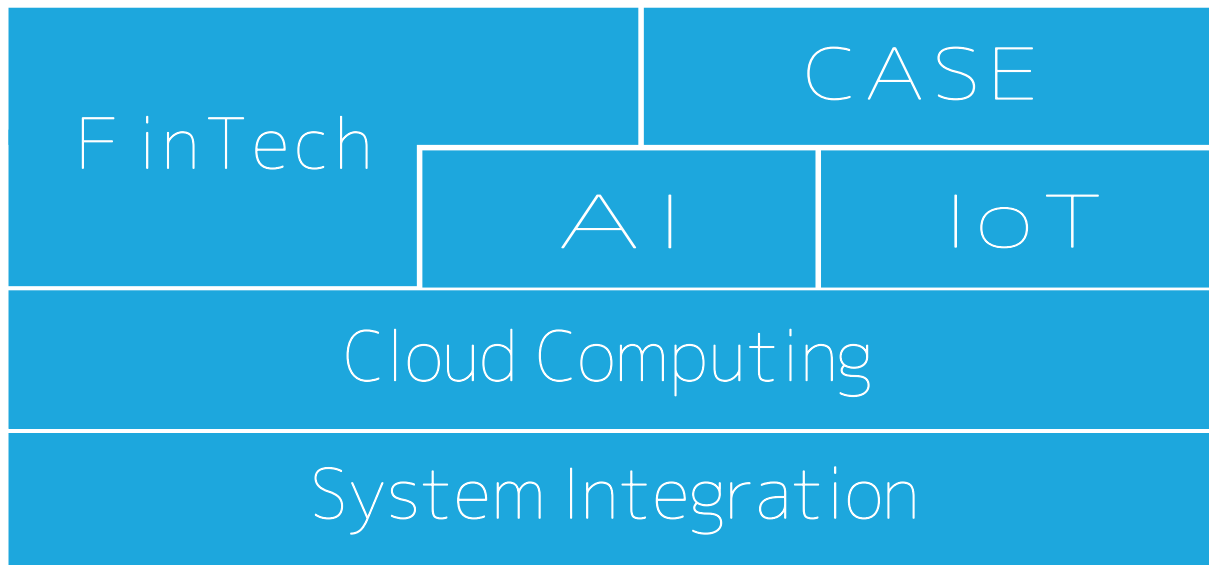 CASE
FinTech
AI
IoT
Cloud Computing
System Integration